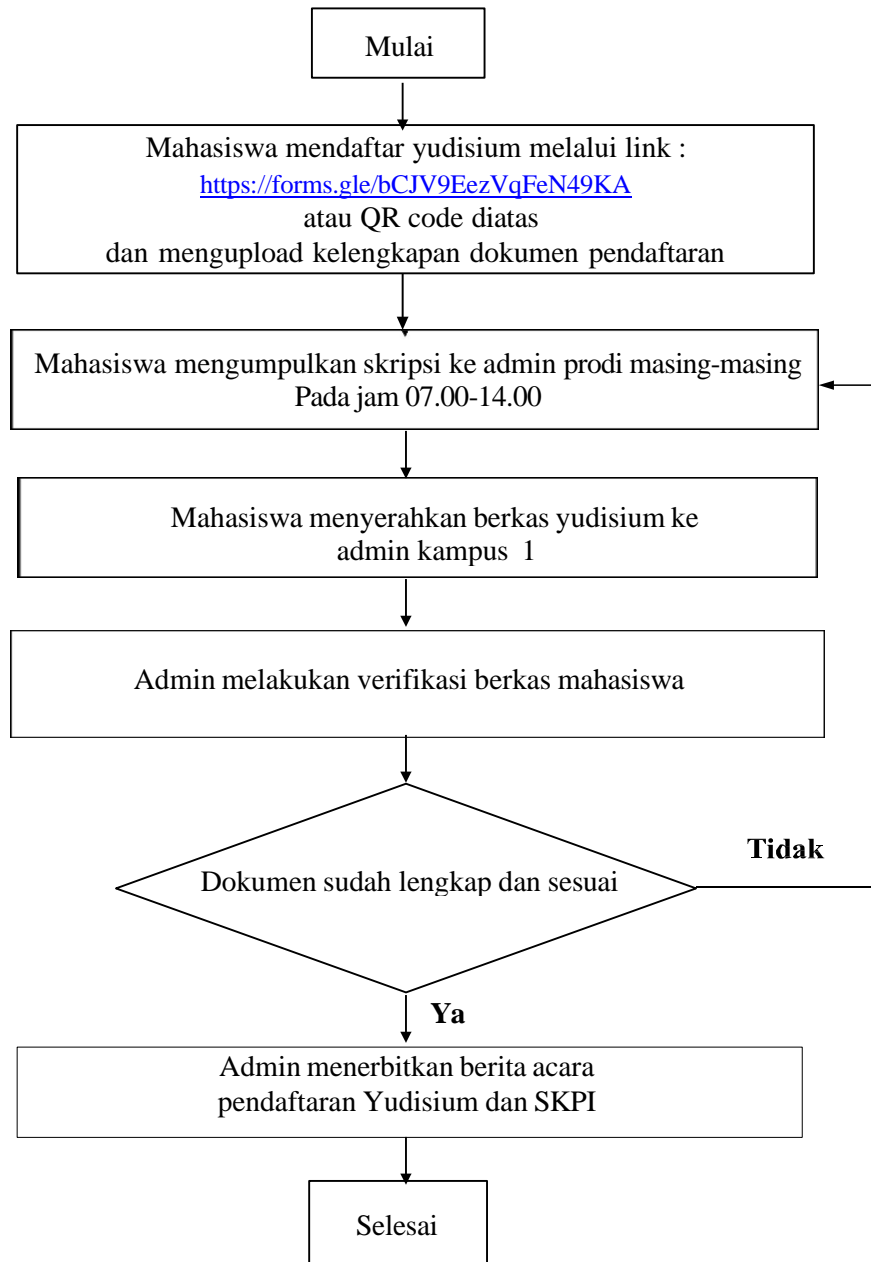 Mulai
Mahasiswa mendaftar yudisium melalui link :
https://forms.gle/bCJV9EezVqFeN49KA
atau QR code diatas
dan mengupload kelengkapan dokumen pendaftaran
Mahasiswa mengumpulkan skripsi ke admin prodi masing-masing
Pada jam 07.00-14.00
Mahasiswa menyerahkan berkas yudisium ke
admin kampus 1
Admin melakukan verifikasi berkas mahasiswa
Tidak
Dokumen sudah lengkap dan sesuai
Ya
Admin menerbitkan berita acara
pendaftaran Yudisium dan SKPI
Selesai